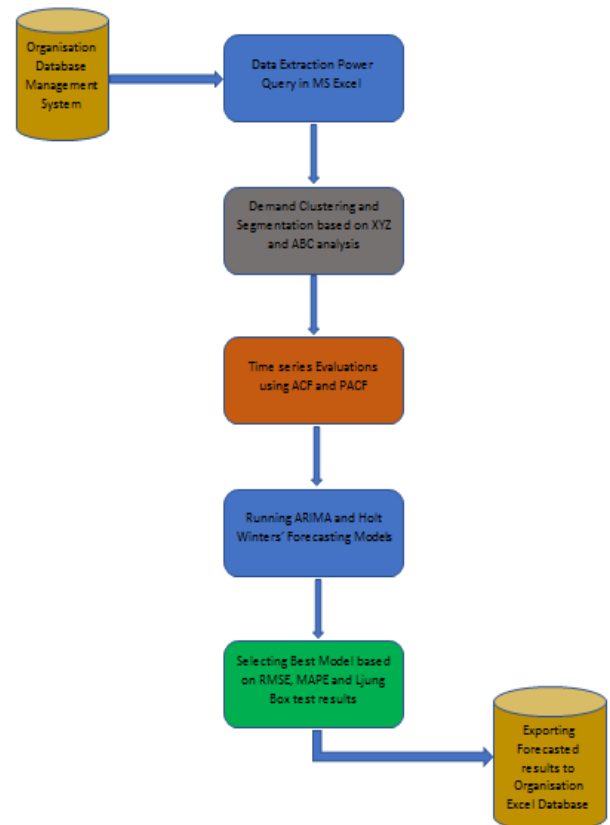 Organisation
Database
Management
System
Data Extraction Power
Query in MS Excel
Demand Clustering and
Segmentation based on XYZ
and ABC analysis
Time series Evaluations
using ACF and PACF
Running ARIMA and Holt
Winters’ Forecasting Models
Selecting Best Model based
on RMSE, MAPE and Ljung
Box test results
Exporting
Forecasted
results to
Organisation
Excel Database